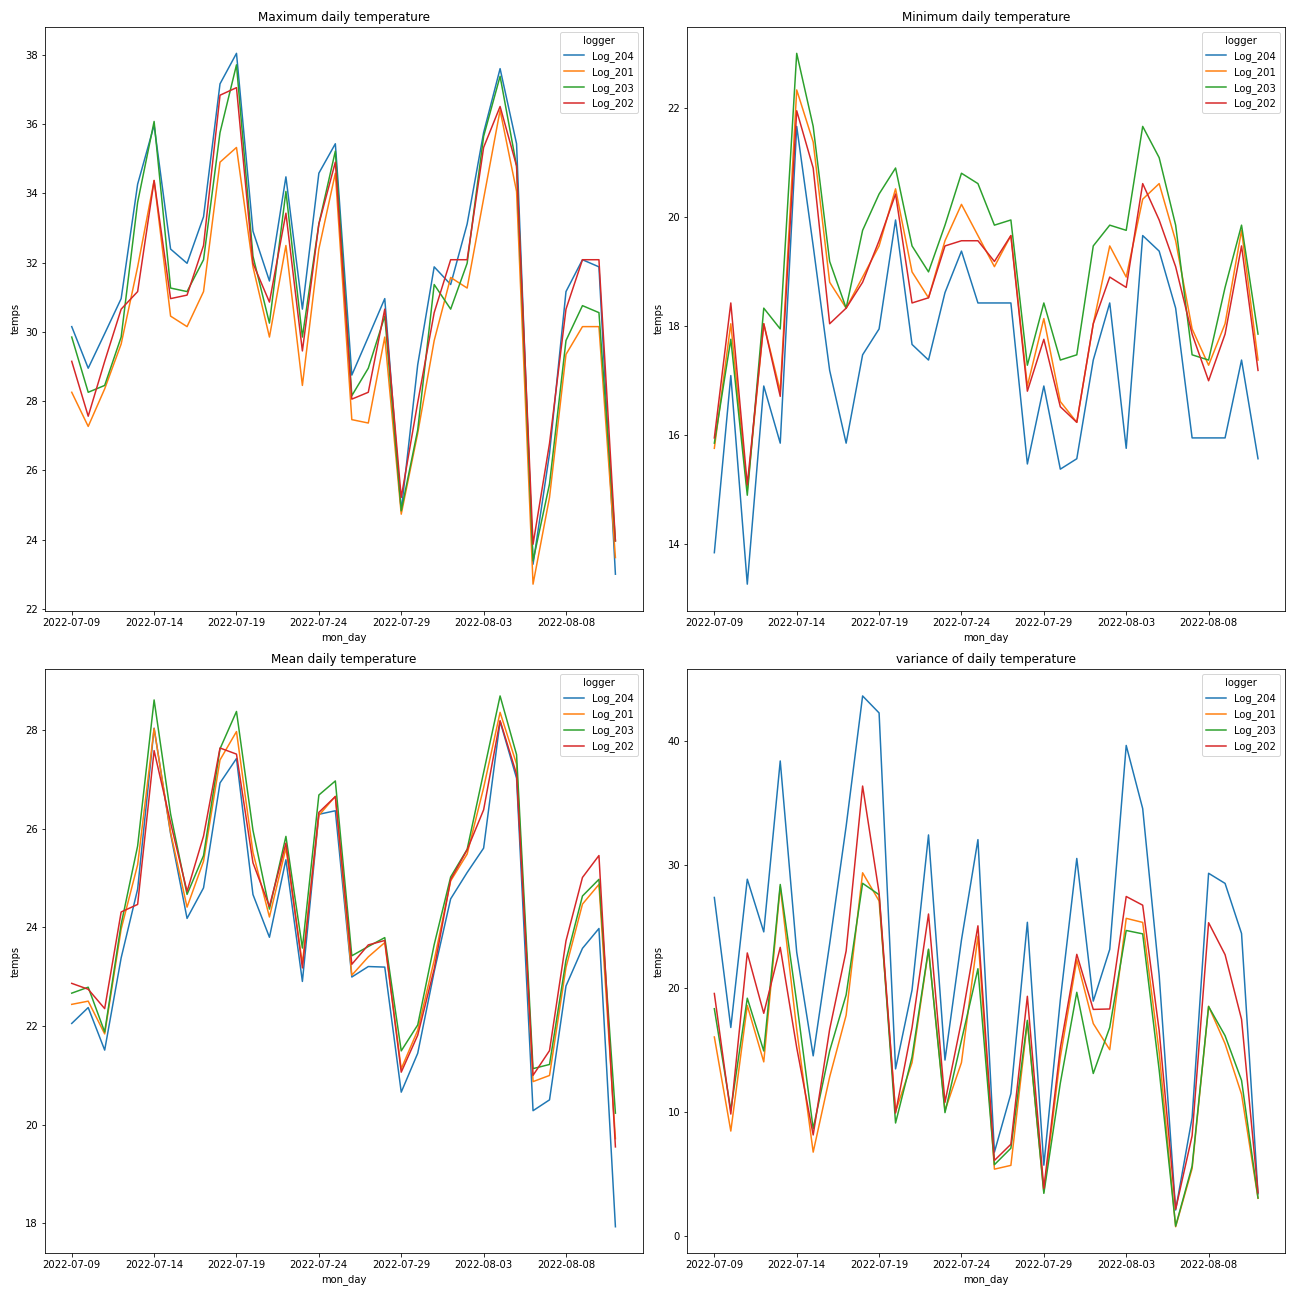 Maximum daily temperature
logger
Log_204
Log_201
Log_203
Log_202
38
36
34
32
30
28
26
24
22
temps
2022-07-09 2022-07-14 2022-07-19 2022-07-24 2022-07-29 2022-08-03 2022-08-08
mon_day
Minimum daily temperature
logger
Log_204
Log_201
Log_203
Log_202
22
20
18
16
14
temps
2022-07-09 2022-07-14 2022-07-19 2022-07-24 2022-07-29 2022-08-03 2022-08-08
mon_day
Mean daily temperature
logger
Log_204
Log_201
Log_203
Log_202
28
26
24
22
20
18
temps
2022-07-09 2022-07-14 2022-07-19 2022-07-24 2022-07-29 2022-08-03 2022-08-08
mon_day
variance of daily temperature
logger
Log_204
Log_201
Log_203
Log_202
40
30
20
10
0
temps
2022-07-09 2022-07-14 2022-07-19 2022-07-24 2022-07-29 2022-08-03 2022-08-08
mon_day